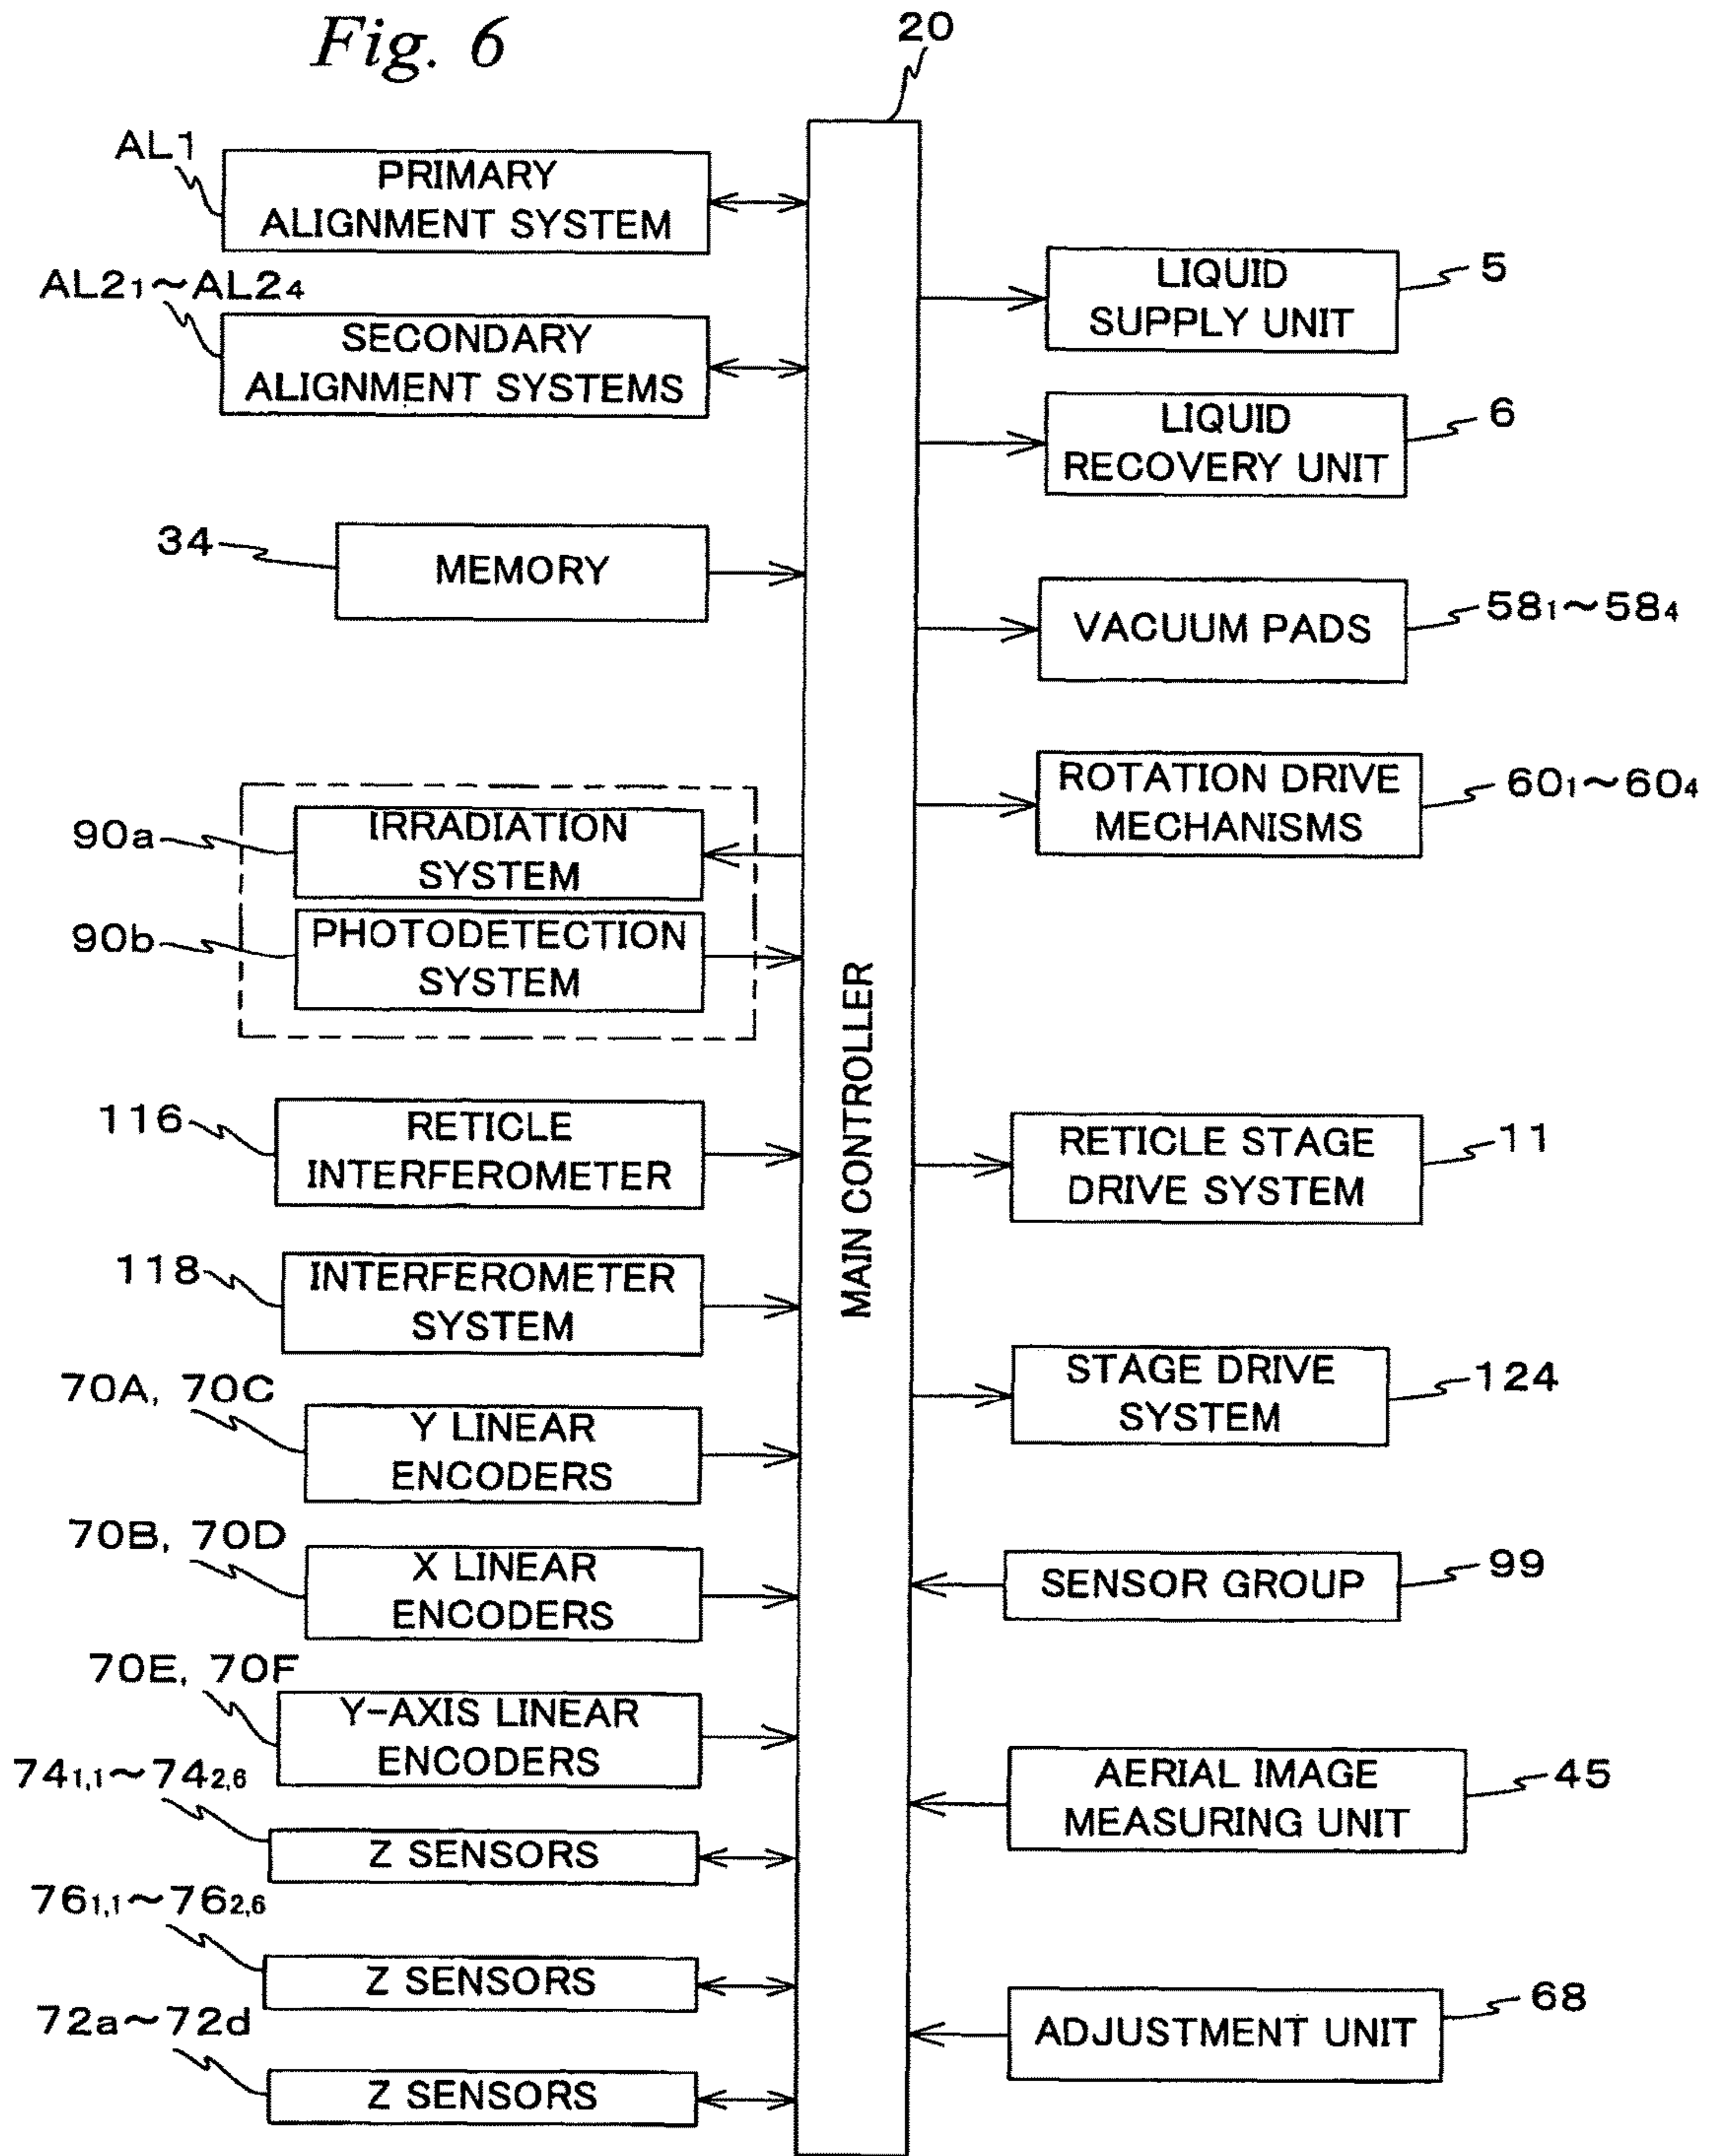 Fig. 6
20
AL1
PRIMARY
ALIGNMENT SYSTEM
AL2₁~AL2₄
SECONDARY
ALIGNMENT SYSTEMS
34
MEMORY
90a
IRRADIATION
SYSTEM
90b
PHOTODETECTION
SYSTEM
116
RETICLE
INTERFEROMETER
118
INTERFEROMETER
SYSTEM
70A, 70C
Y LINEAR
ENCODERS
70B, 70D
X LINEAR
ENCODERS
70E, 70F
Y-AXIS LINEAR
ENCODERS
74₁,₁~74₂,₆
Z SENSORS
76₁,₁~76₂,₆
Z SENSORS
72a~72d
Z SENSORS
MAIN CONTROLLER
LIQUID
SUPPLY UNIT
5
LIQUID
RECOVERY UNIT
6
VACUUM PADS
58₁~58₄
ROTATION DRIVE
MECHANISMS
60₁~60₄
RETICLE STAGE
DRIVE SYSTEM
11
STAGE DRIVE
SYSTEM
124
SENSOR GROUP
99
AERIAL IMAGE
MEASURING UNIT
45
ADJUSTMENT UNIT
68